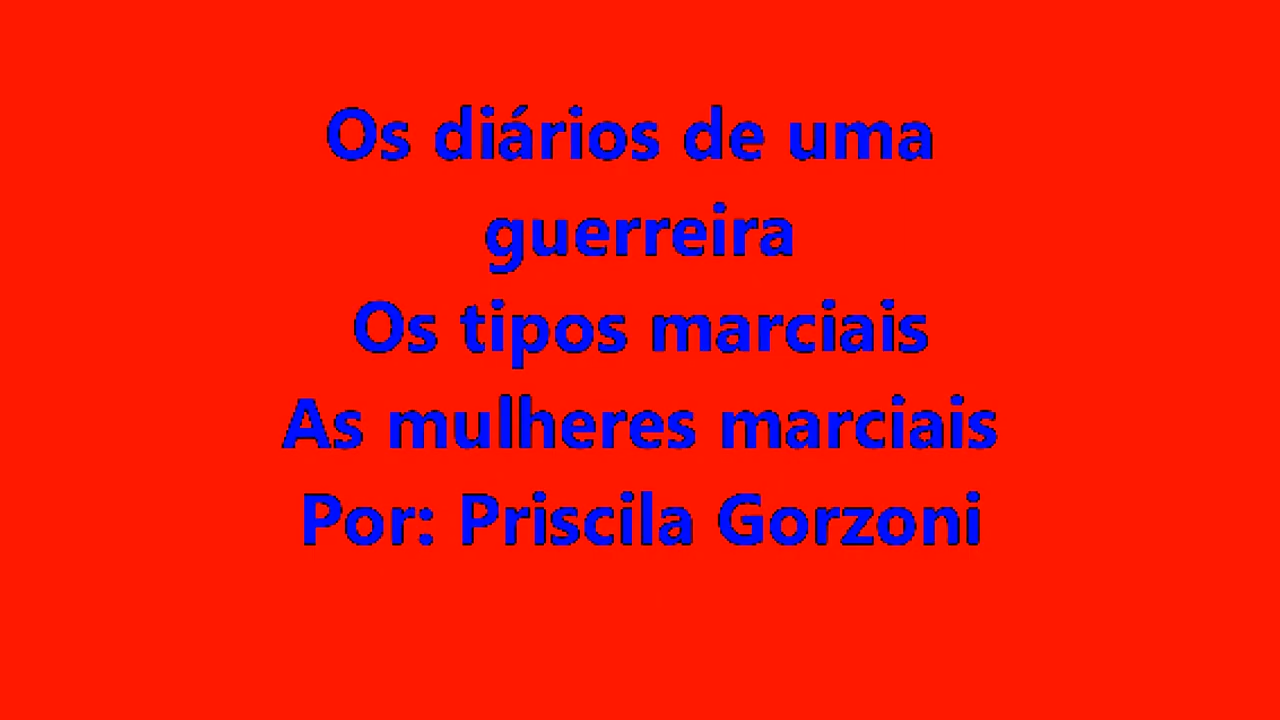 Os diários de uma
guerreira
Os tipos marciais
As mulheres marciais
Por: Priscila Gorzoni